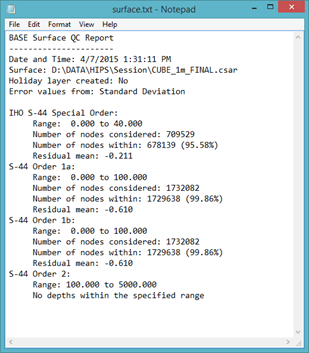 surface.txt - Notepad
File Edit Format View Help
BASE Surface QC Report
----------------------
Date and Time: 4/7/2015 1:31:11 PM
Surface: D:\DATA\HIPS\Session\CUBE_1m_FINAL.csar
Holiday layer created: No
Error values from: Standard Deviation
IHO S-44 Special Order:
Range: 0.000 to 40.000
Number of nodes considered: 709529
Number of nodes within: 678139 (95.58%)
Residual mean: -0.211
S-44 Order 1a:
Range: 0.000 to 100.000
Number of nodes considered: 1732082
Number of nodes within: 1729638 (99.86%)
Residual mean: -0.610
S-44 Order 1b:
Range: 0.000 to 100.000
Number of nodes considered: 1732082
Number of nodes within: 1729638 (99.86%)
Residual mean: -0.610
S-44 Order 2:
Range: 100.000 to 5000.000
No depths within the specified range